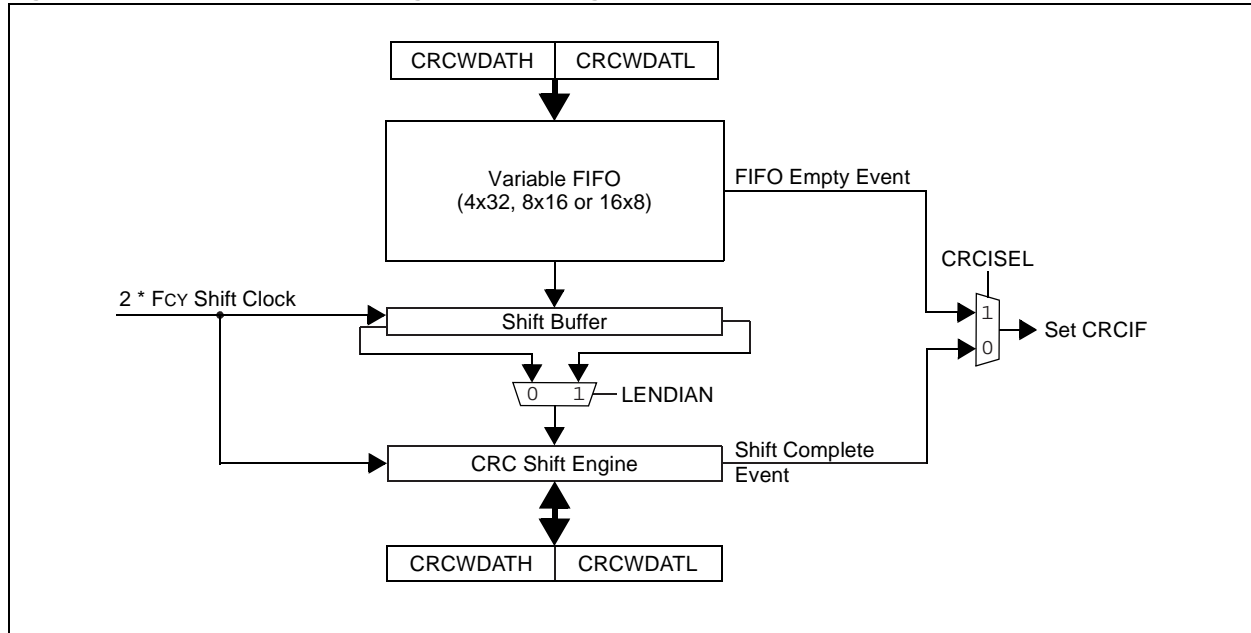 CRCWDATH CRCWDATL
Variable FIFO
(4x32, 8x16 or 16x8)
FIFO Empty Event
CRCISEL
2 * FCY Shift Clock
Shift Buffer
1
0
Set CRCIF
0 1
LENDIAN
CRC Shift Engine
Shift Complete
Event
CRCWDATH CRCWDATL